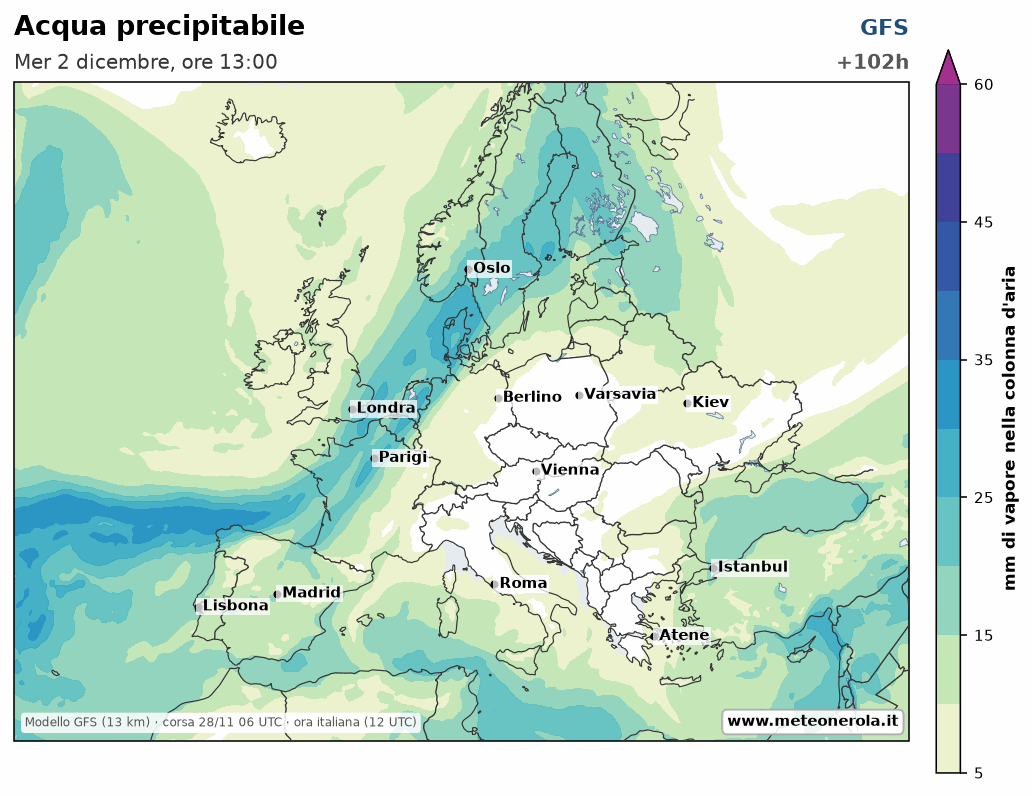 Acqua precipitabile
GFS
Mer 2 dicembre, ore 13:00
+102h
60
45
35
25
15
5
mm di vapore nella colonna d'aria
Oslo
Londra
Berlino
Varsavia
Kiev
Parigi
Vienna
Istanbul
Roma
Madrid
Lisbona
Atene
Modello GFS (13 km) · corsa 28/11 06 UTC · ora italiana (12 UTC)
www.meteonerola.it